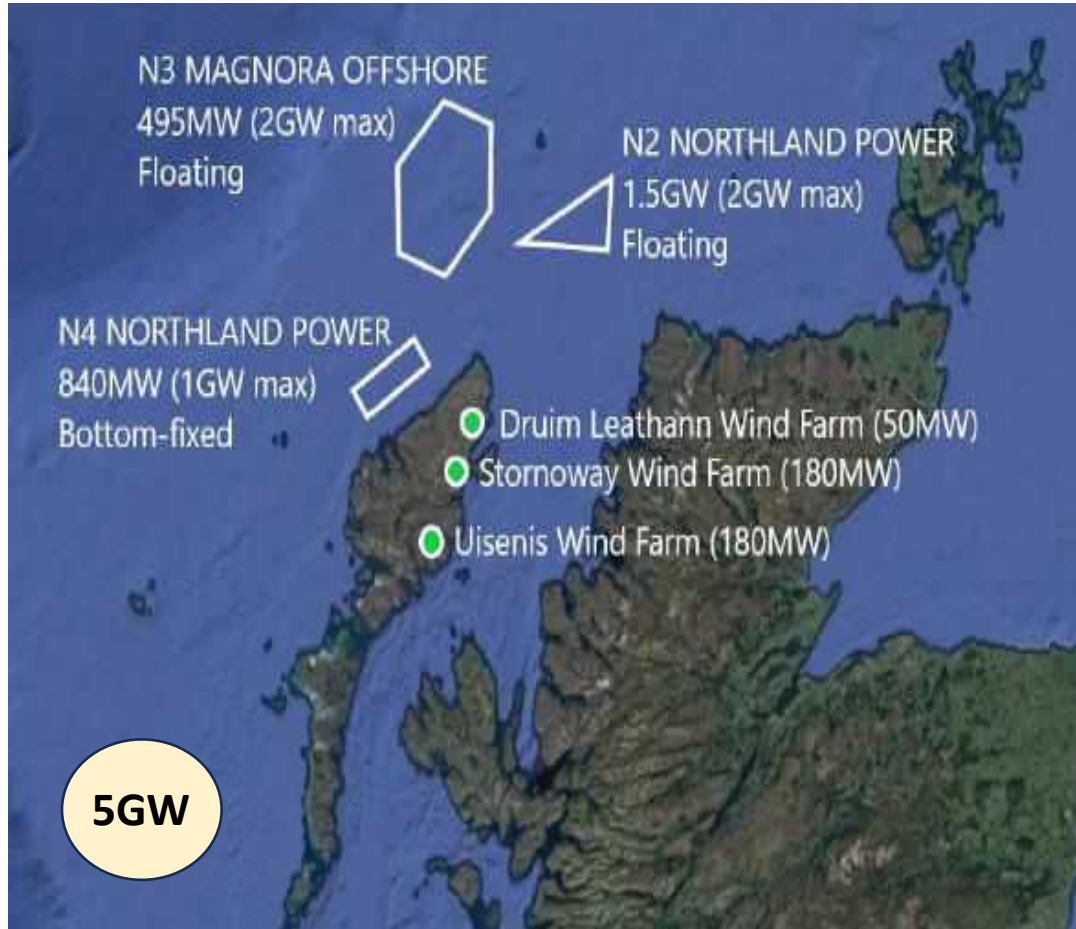 N3 MAGNORA OFFSHORE
495MW (2GW max)
Floating
N2 NORTHLAND POWER
1.5GW (2GW max)
Floating
N4 NORTHLAND POWER
840MW (1GW max)
Bottom-fixed
Druim Leathann Wind Farm (50MW)
Stornoway Wind Farm (180MW)
Uisenis Wind Farm (180MW)
5GW